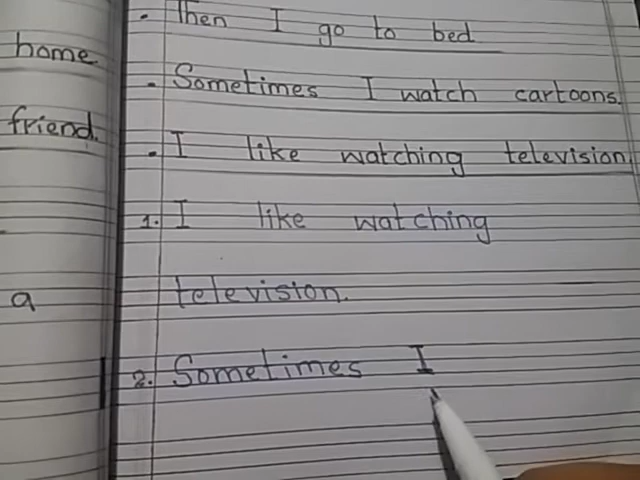 home
friend.
a
. Then I go to bed
. Sometimes I watch cartoons.
. I like watching television
1. I like watching
television.
2. Sometimes I